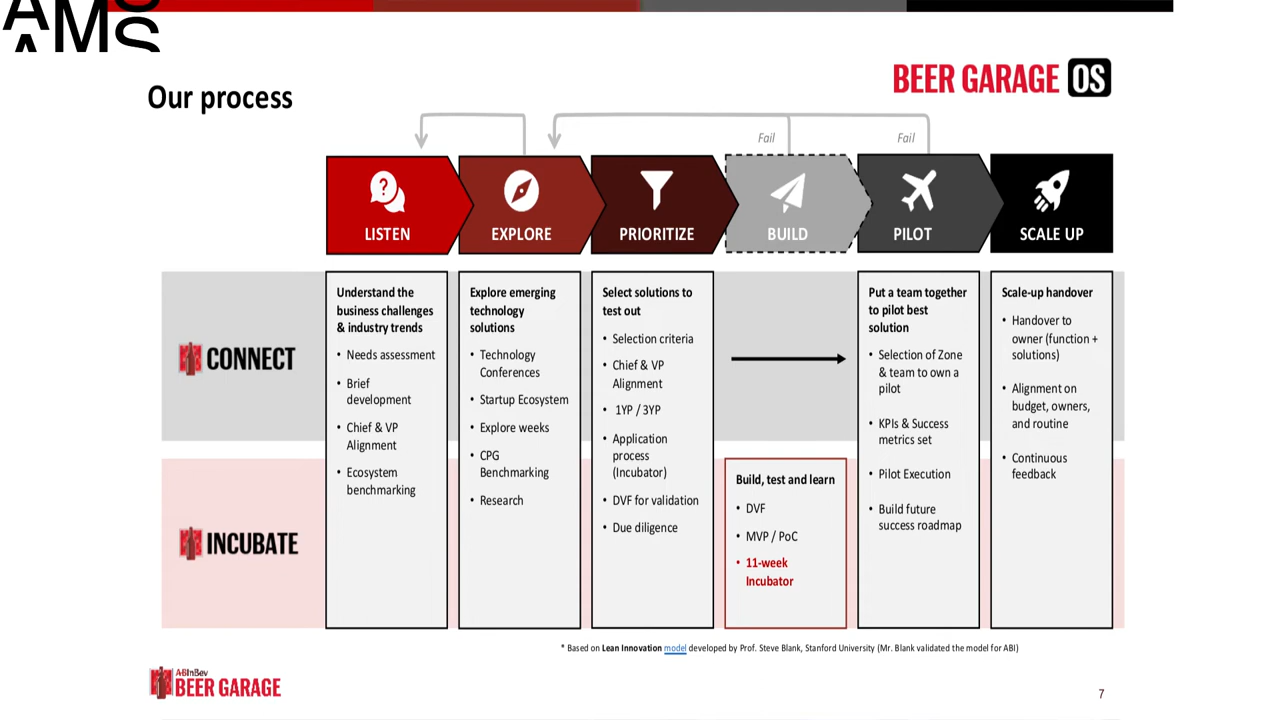 AMS
AMS
Our process
BEER GARAGE OS
Fail
Fail
?
LISTEN
EXPLORE
PRIORITIZE
BUILD
PILOT
SCALE UP
CONNECT
INCUBATE
Understand the
business challenges
& industry trends
• Needs assessment
• Brief
development
• Chief & VP
Alignment
• Ecosystem
benchmarking
Explore emerging
technology
solutions
• Technology
Conferences
• Startup Ecosystem
• Explore weeks
• CPG
Benchmarking
• Research
Select solutions to
test out
• Selection criteria
• Chief & VP
Alignment
• 1YP / 3YP
• Application
process
(Incubator)
• DVF for validation
• Due diligence
Build, test and learn
• DVF
• MVP / PoC
• 11-week
Incubator
Put a team together
to pilot best
solution
• Selection of Zone
& team to own a
pilot
• KPIs & Success
metrics set
• Pilot Execution
• Build future
success roadmap
Scale-up handover
• Handover to
owner (function +
solutions)
• Alignment on
budget, owners,
and routine
• Continuous
feedback
* Based on Lean Innovation model developed by Prof. Steve Blank, Stanford University (Mr. Blank validated the model for ABI)
ABInBev
BEER GARAGE
7